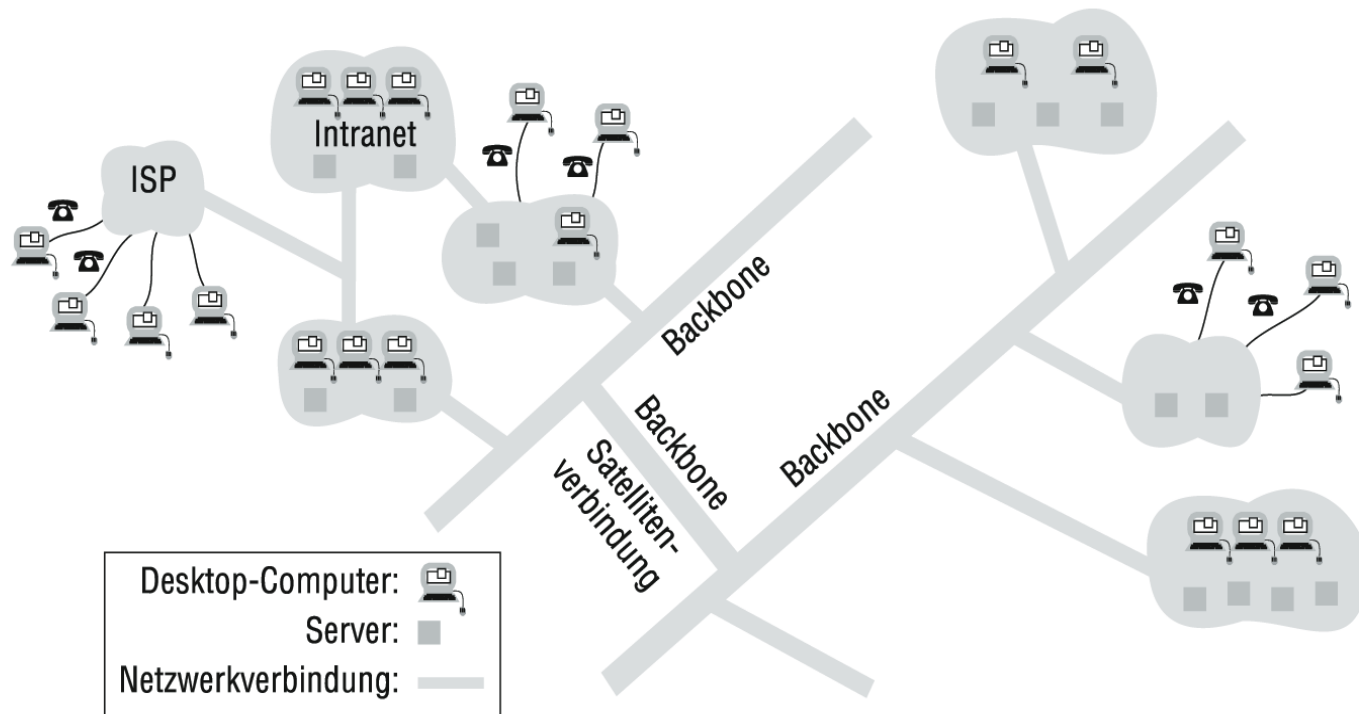 Intranet
ISP
Backbone
Backbone
Satelliten-
verbindung
Backbone
Desktop-Computer:
Server:
Netzwerkverbindung: